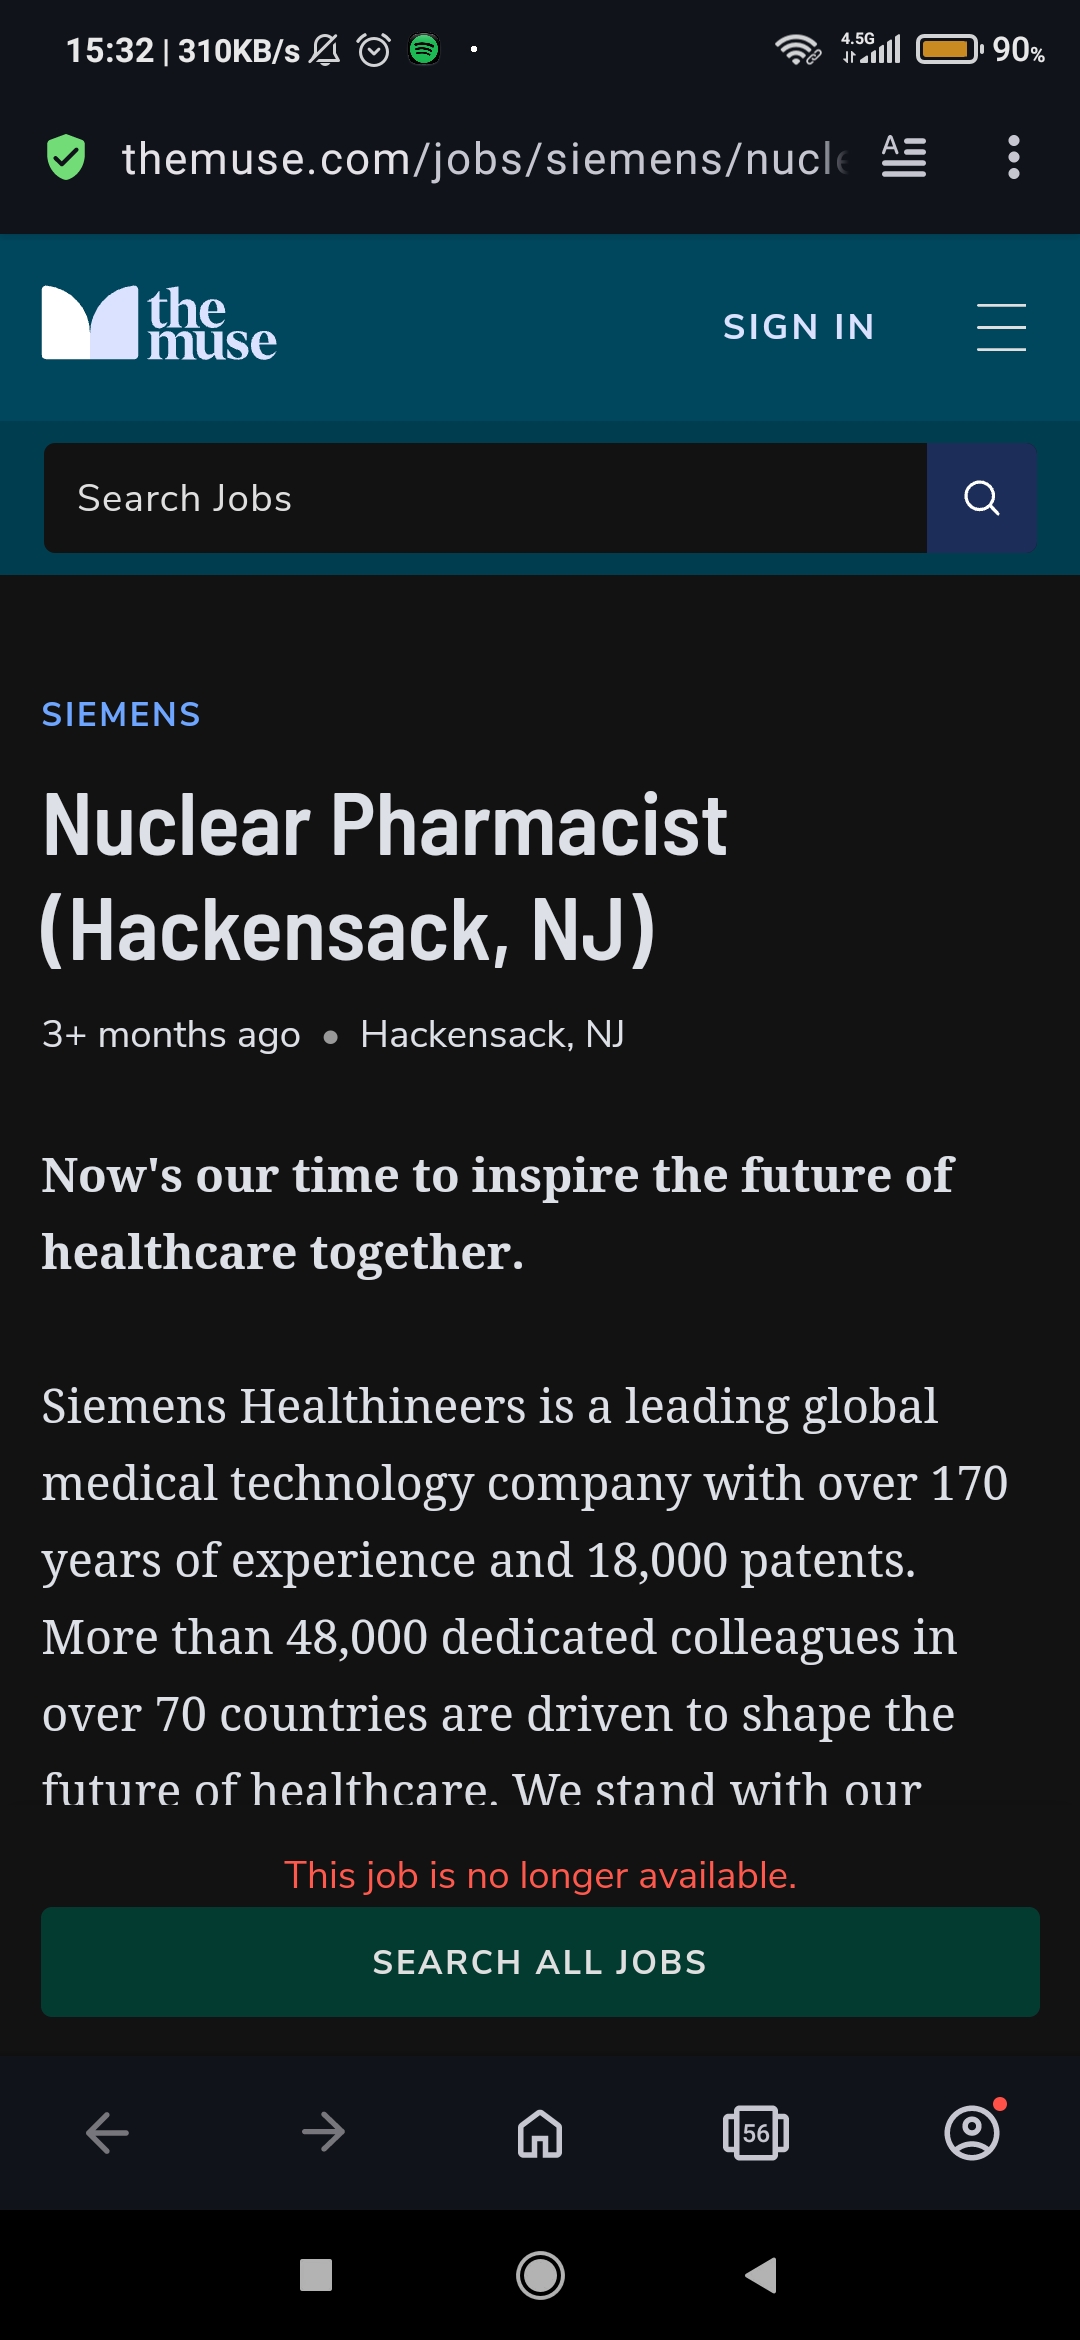 15:32 | 310KB/s
4.5G
90%
themuse.com/jobs/siemens/nucl
the
muse
SIGN IN
Search Jobs
SIEMENS
Nuclear Pharmacist
(Hackensack, NJ)
3+ months ago • Hackensack, NJ
Now's our time to inspire the future of
healthcare together.
Siemens Healthineers is a leading global
medical technology company with over 170
years of experience and 18,000 patents.
More than 48,000 dedicated colleagues in
over 70 countries are driven to shape the
future of healthcare. We stand with our
This job is no longer available.
SEARCH ALL JOBS
56